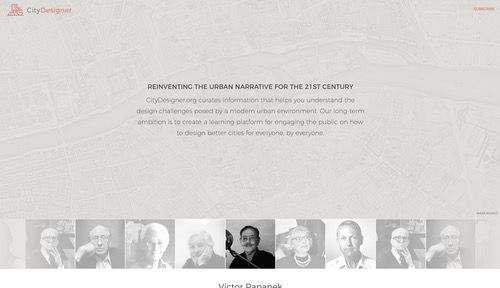 CityDesigner
SUBSCRIBE
REINVENTING THE URBAN NARRATIVE FOR THE 21ST CENTURY
CityDesigner.org curates information that helps you understand the
design challenges posed by a modern urban environment. Our long-term
ambition is to create a learning platform for engaging the public on how
to design better cities for everyone, by everyone.
IMAGE SOURCE
Victor Papanek